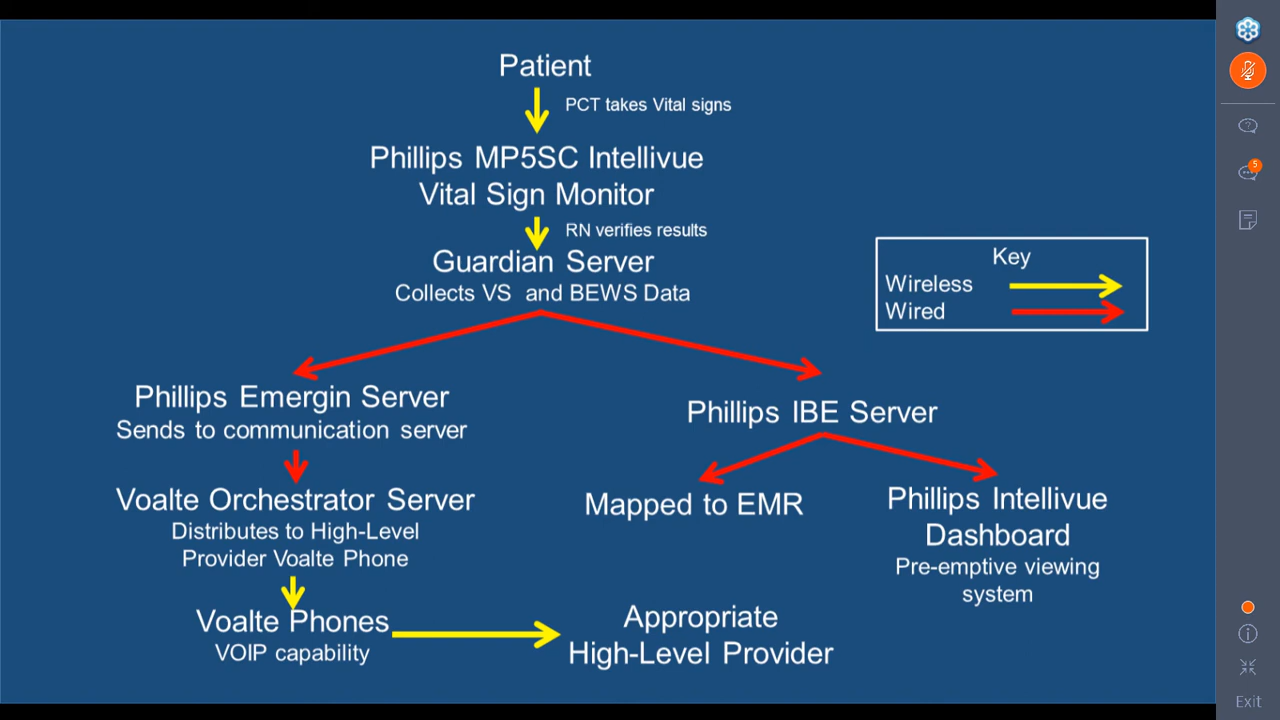 Patient
PCT takes Vital signs
Phillips MP5SC Intellivue
Vital Sign Monitor
RN verifies results
Guardian Server
Collects VS and BEWS Data
Key
Wireless
Wired
Phillips Emergin Server
Sends to communication server
Phillips IBE Server
Voalte Orchestrator Server
Distributes to High-Level
Provider Voalte Phone
Mapped to EMR
Phillips Intellivue
Dashboard
Pre-emptive viewing
system
Voalte Phones
VOIP capability
Appropriate
High-Level Provider
?
5
i
Exit